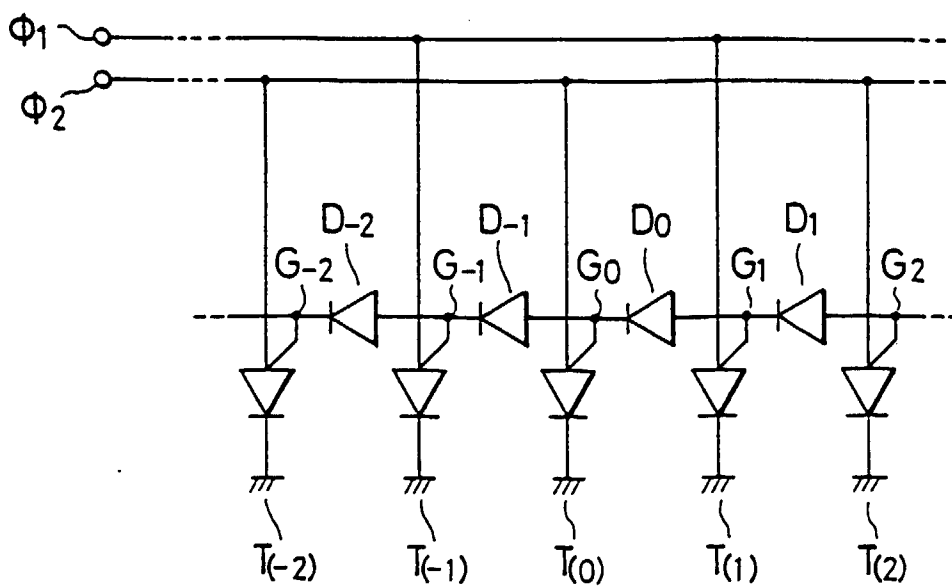 Φ1
Φ2
D-2 D-1 D0 D1
G-2 G-1 G0 G1 G2
T(-2) T(-1) T(0) T(1) T(2)